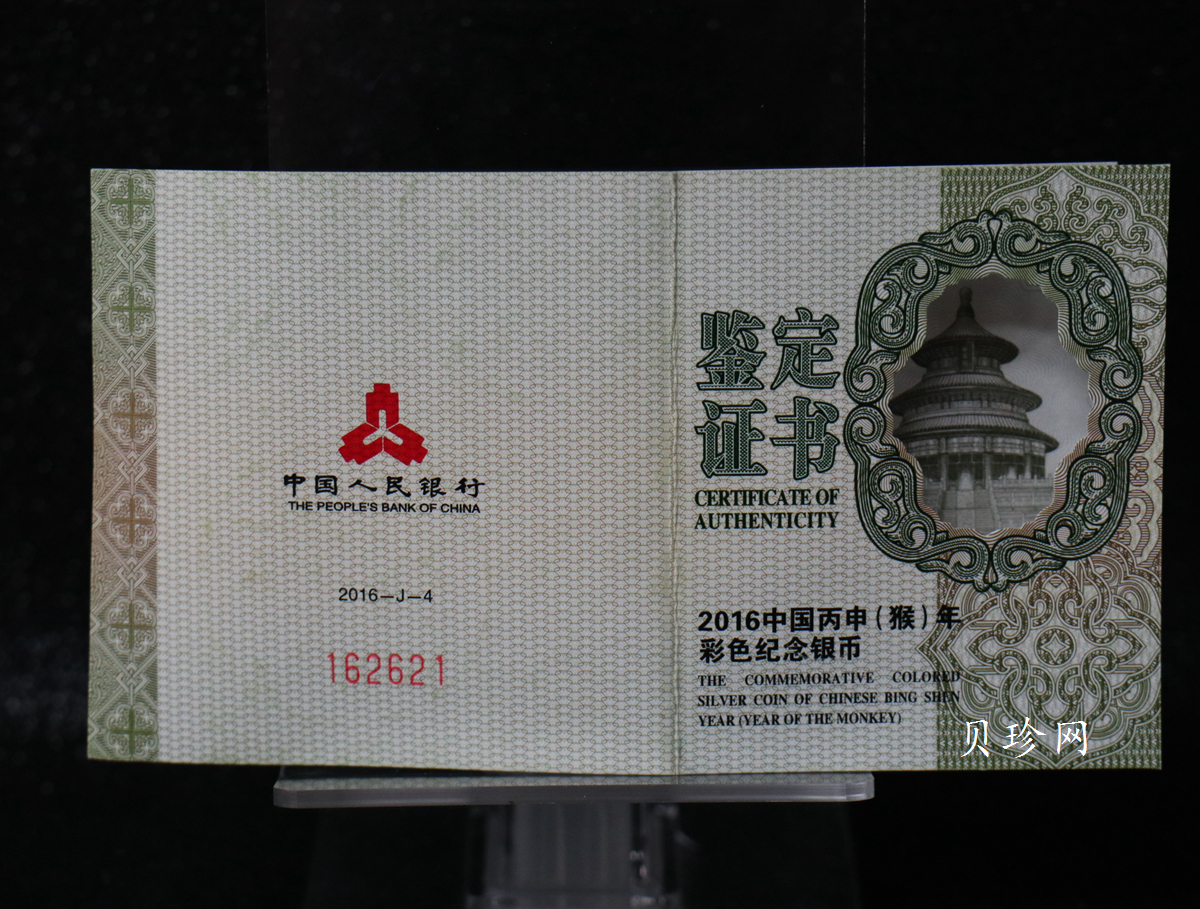 中国人民银行
THE PEOPLE'S BANK OF CHINA
2016—J—4
162621
鉴定
证书
CERTIFICATE OF
AUTHENTICITY
2016中国丙申(猴)年
彩色纪念银币
THE COMMEMORATIVE COLORED
SILVER COIN OF CHINESE BING SHEN
YEAR (YEAR OF THE MONKEY)
贝珍网